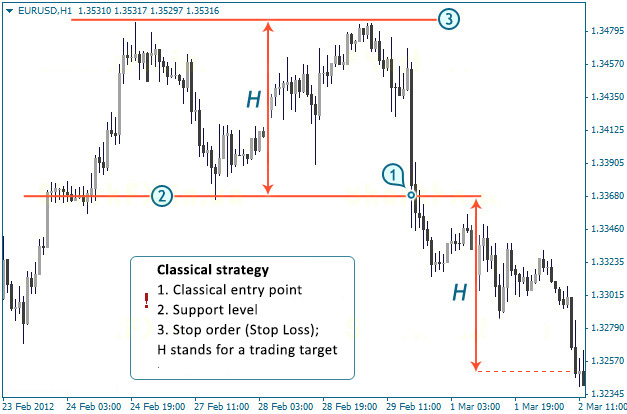 EURUSD,H1 1.35310 1.35317 1.35297 1.35316
3
1.34795
1.34570
H
1.34350
1.34125
1
1.33905
2
1.33680
1.33460
1.33235
Classical strategy
1. Classical entry point
! 2. Support level
3. Stop order (Stop Loss);
H stands for a trading target
H
1.33015
1.32790
1.32570
1.32345
23 Feb 2012 24 Feb 03:00 24 Feb 19:00 27 Feb 11:00 28 Feb 03:00 28 Feb 19:00 29 Feb 11:00 1 Mar 03:00 1 Mar 19:00 2 Mar 11:00